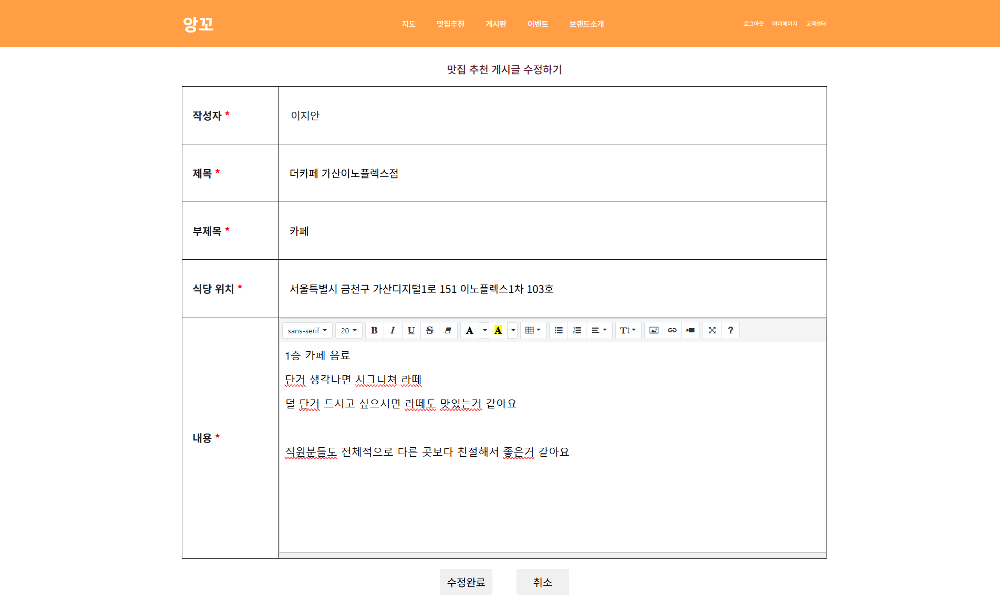 앙꼬
지도 맛집추천 게시판 이벤트 브랜드소개
로그아웃 마이페이지 고객센터
맛집 추천 게시글 수정하기
작성자 * 이지안
제목 * 더카페 가산이노플렉스점
부제목 * 카페
식당 위치 * 서울특별시 금천구 가산디지털1로 151 이노플렉스1차 103호
내용 *
sans-serif 20 B I U S A A T ?
1층 카페 음료
단거 생각나면 시그니쳐 라떼
덜 단거 드시고 싶으시면 라떼도 맛있는거 같아요
직원분들도 전체적으로 다른 곳보다 친절해서 좋은거 같아요
수정완료 취소